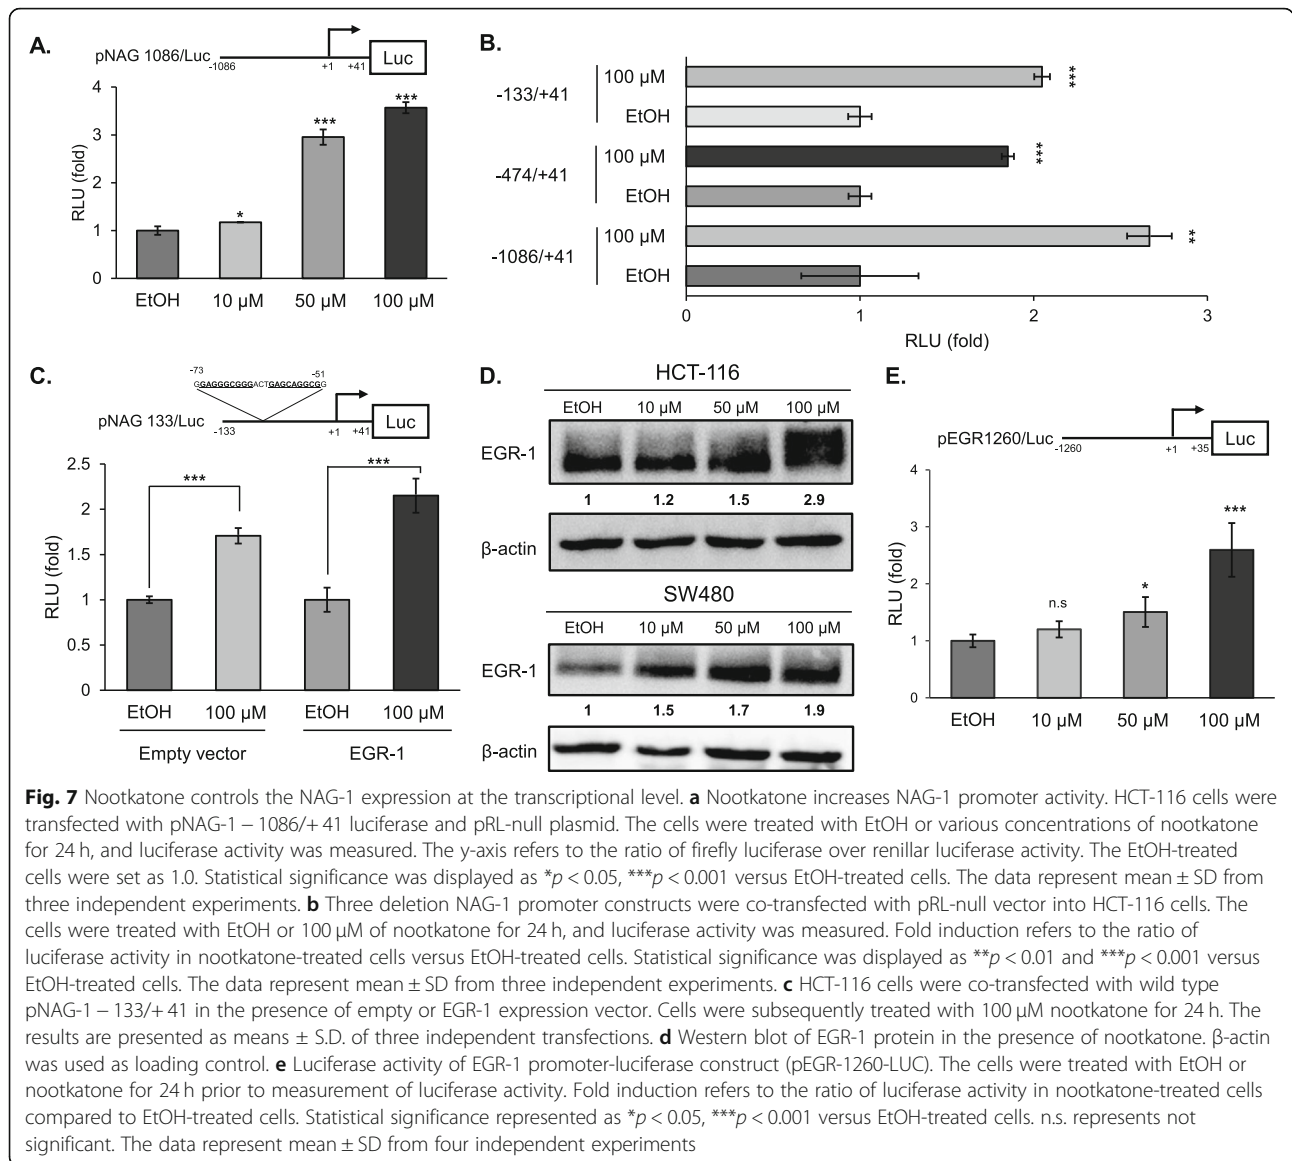 A.
pNAG 1086/Luc
-1086
+1
+41
Luc
RLU (fold)
4
3
2
1
0
*
***
***
EtOH
10 µM
50 µM
100 µM
B.
-133/+41
100 µM
***
EtOH
-474/+41
100 µM
***
EtOH
-1086/+41
100 µM
**
EtOH
0
1
2
3
RLU (fold)
C.
-73
-51
GGAGGGCGGGACTGAGCAGGCGG
pNAG 133/Luc
-133
+1
+41
Luc
RLU (fold)
2.5
2
1.5
1
0.5
0
***
***
EtOH
100 µM
EtOH
100 µM
Empty vector
EGR-1
D.
HCT-116
EtOH
10 µM
50 µM
100 µM
EGR-1
1
1.2
1.5
2.9
β-actin
SW480
EtOH
10 µM
50 µM
100 µM
EGR-1
1
1.5
1.7
1.9
β-actin
E.
pEGR1260/Luc
-1260
+1
+35
Luc
RLU (fold)
4
3
2
1
0
n.s
*
***
EtOH
10 µM
50 µM
100 µM
Fig. 7 Nootkatone controls the NAG-1 expression at the transcriptional level. a Nootkatone increases NAG-1 promoter activity. HCT-116 cells were
transfected with pNAG-1 − 1086/+ 41 luciferase and pRL-null plasmid. The cells were treated with EtOH or various concentrations of nootkatone
for 24 h, and luciferase activity was measured. The y-axis refers to the ratio of firefly luciferase over renillar luciferase activity. The EtOH-treated
cells were set as 1.0. Statistical significance was displayed as *p < 0.05, ***p < 0.001 versus EtOH-treated cells. The data represent mean ± SD from
three independent experiments. b Three deletion NAG-1 promoter constructs were co-transfected with pRL-null vector into HCT-116 cells. The
cells were treated with EtOH or 100 µM of nootkatone for 24 h, and luciferase activity was measured. Fold induction refers to the ratio of
luciferase activity in nootkatone-treated cells versus EtOH-treated cells. Statistical significance was displayed as **p < 0.01 and ***p < 0.001 versus
EtOH-treated cells. The data represent mean ± SD from three independent experiments. c HCT-116 cells were co-transfected with wild type
pNAG-1 − 133/+ 41 in the presence of empty or EGR-1 expression vector. Cells were subsequently treated with 100 µM nootkatone for 24 h. The
results are presented as means ± S.D. of three independent transfections. d Western blot of EGR-1 protein in the presence of nootkatone. β-actin
was used as loading control. e Luciferase activity of EGR-1 promoter-luciferase construct (pEGR-1260-LUC). The cells were treated with EtOH or
nootkatone for 24 h prior to measurement of luciferase activity. Fold induction refers to the ratio of luciferase activity in nootkatone-treated cells
compared to EtOH-treated cells. Statistical significance represented as *p < 0.05, ***p < 0.001 versus EtOH-treated cells. n.s. represents not
significant. The data represent mean ± SD from four independent experiments